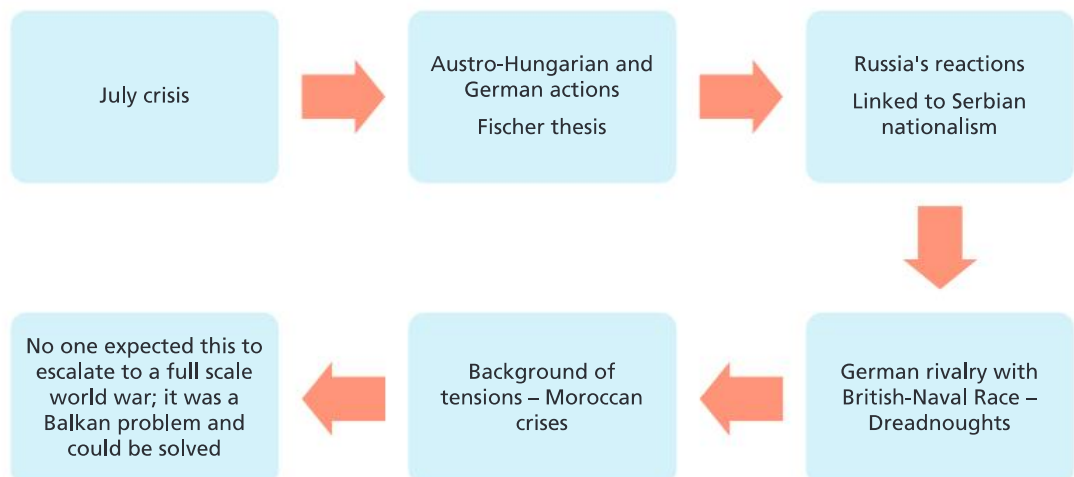 July crisis
Austro-Hungarian and
German actions
Fischer thesis
Russia's reactions
Linked to Serbian
nationalism
German rivalry with
British-Naval Race –
Dreadnoughts
Background of
tensions – Moroccan
crises
No one expected this to
escalate to a full scale
world war; it was a
Balkan problem and
could be solved